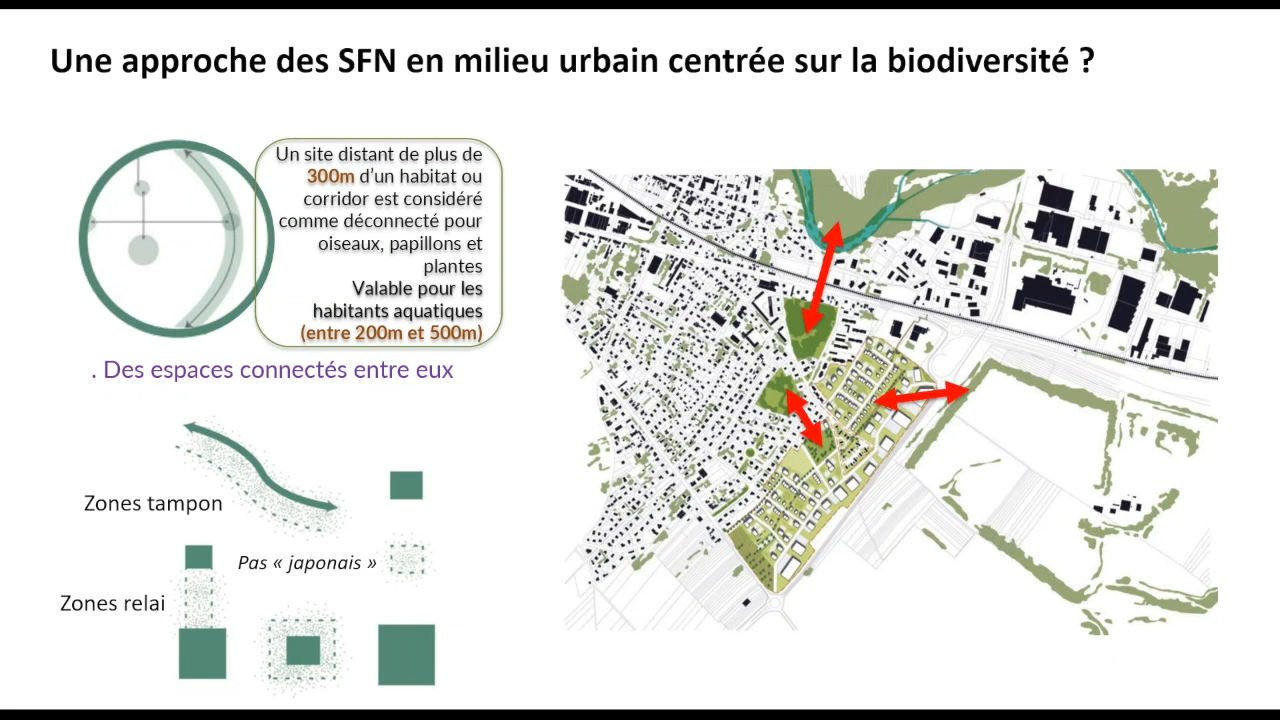 Une approche des SFN en milieu urbain centrée sur la biodiversité ?
Un site distant de plus de
300m d’un habitat ou
corridor est considéré
comme déconnecté pour
oiseaux, papillons et
plantes
Valable pour les
habitants aquatiques
(entre 200m et 500m)
. Des espaces connectés entre eux
Zones tampon
Pas « japonais »
Zones relai